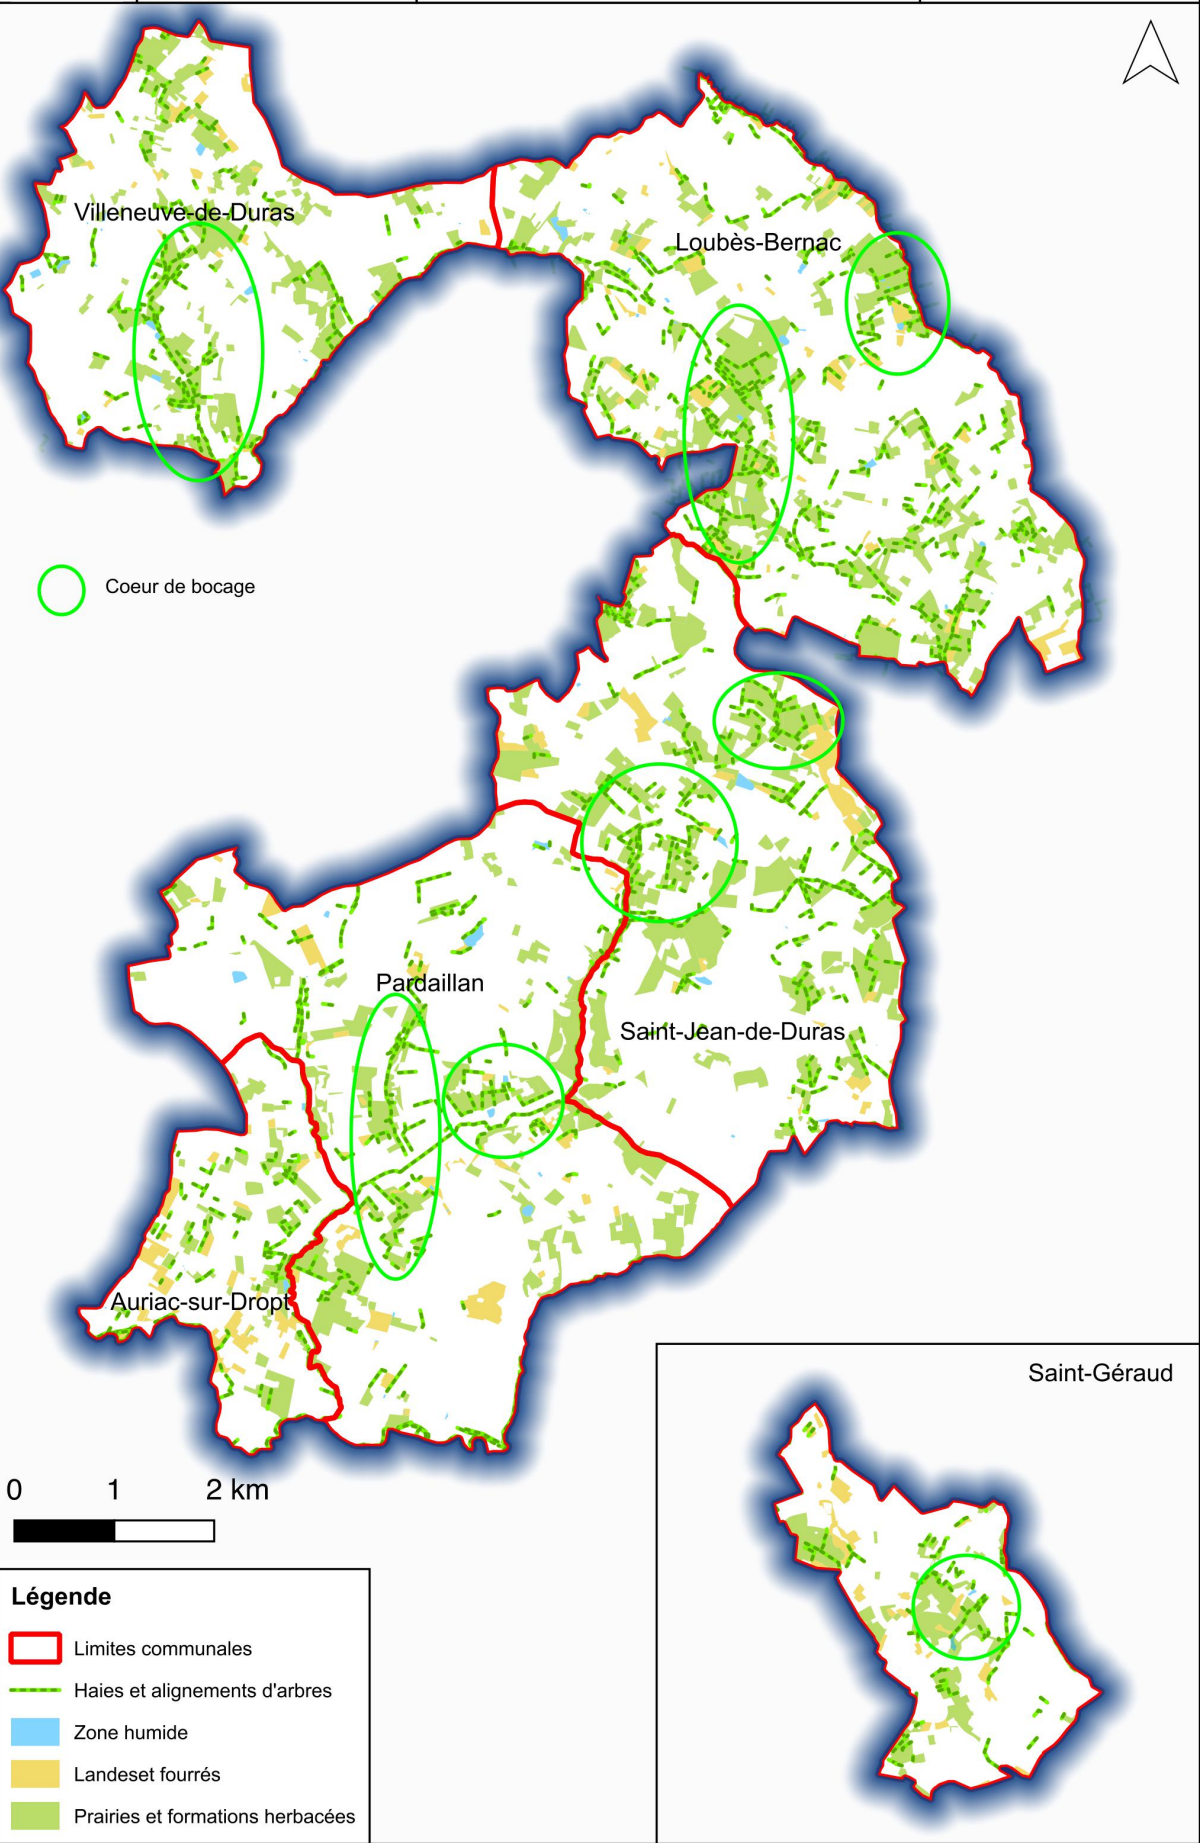 Villeneuve-de-Duras
Loubès-Bernac
Coeur de bocage
Pardaillan
Saint-Jean-de-Duras
Auriac-sur-Dropt
Saint-Géraud
0 1 2 km
Légende
Limites communales
Haies et alignements d'arbres
Zone humide
Landeset fourrés
Prairies et formations herbacées